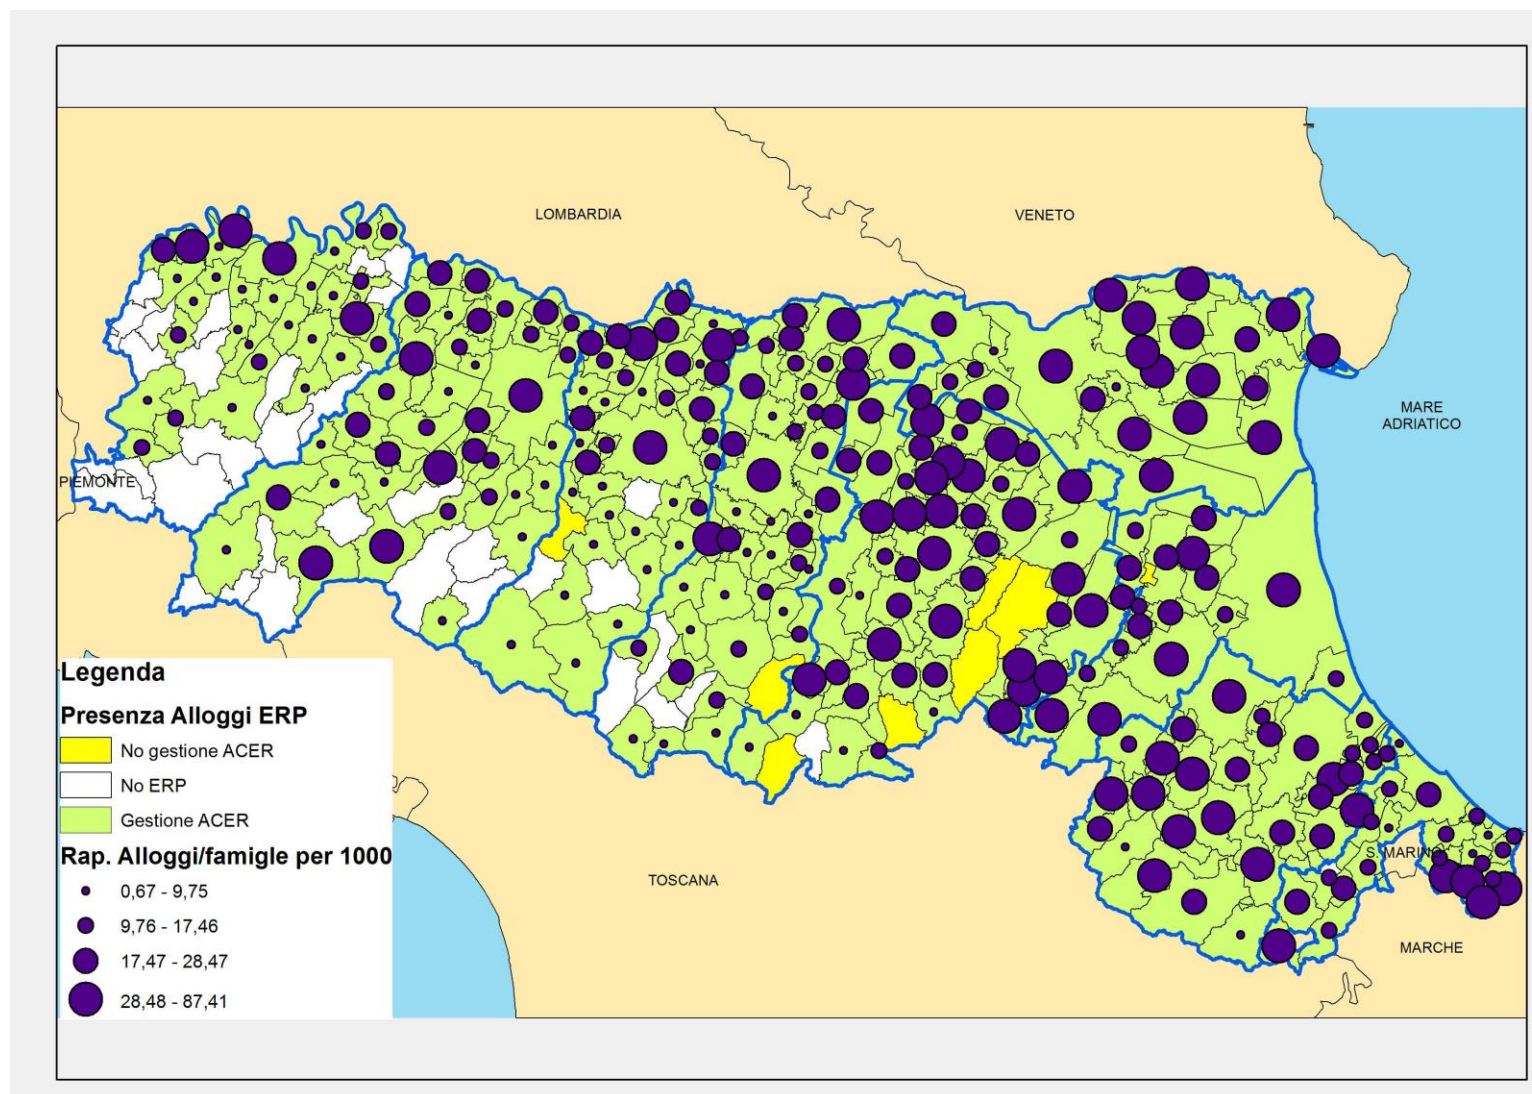 LOMBARDIA
VENETO
MARE
ADRIATICO
PIEMONTE
Legenda
Presenza Alloggi ERP
No gestione ACER
No ERP
Gestione ACER
Rap. Alloggi/famigle per 1000
0,67 - 9,75
9,76 - 17,46
17,47 - 28,47
28,48 - 87,41
TOSCANA
S. MARINO
MARCHE